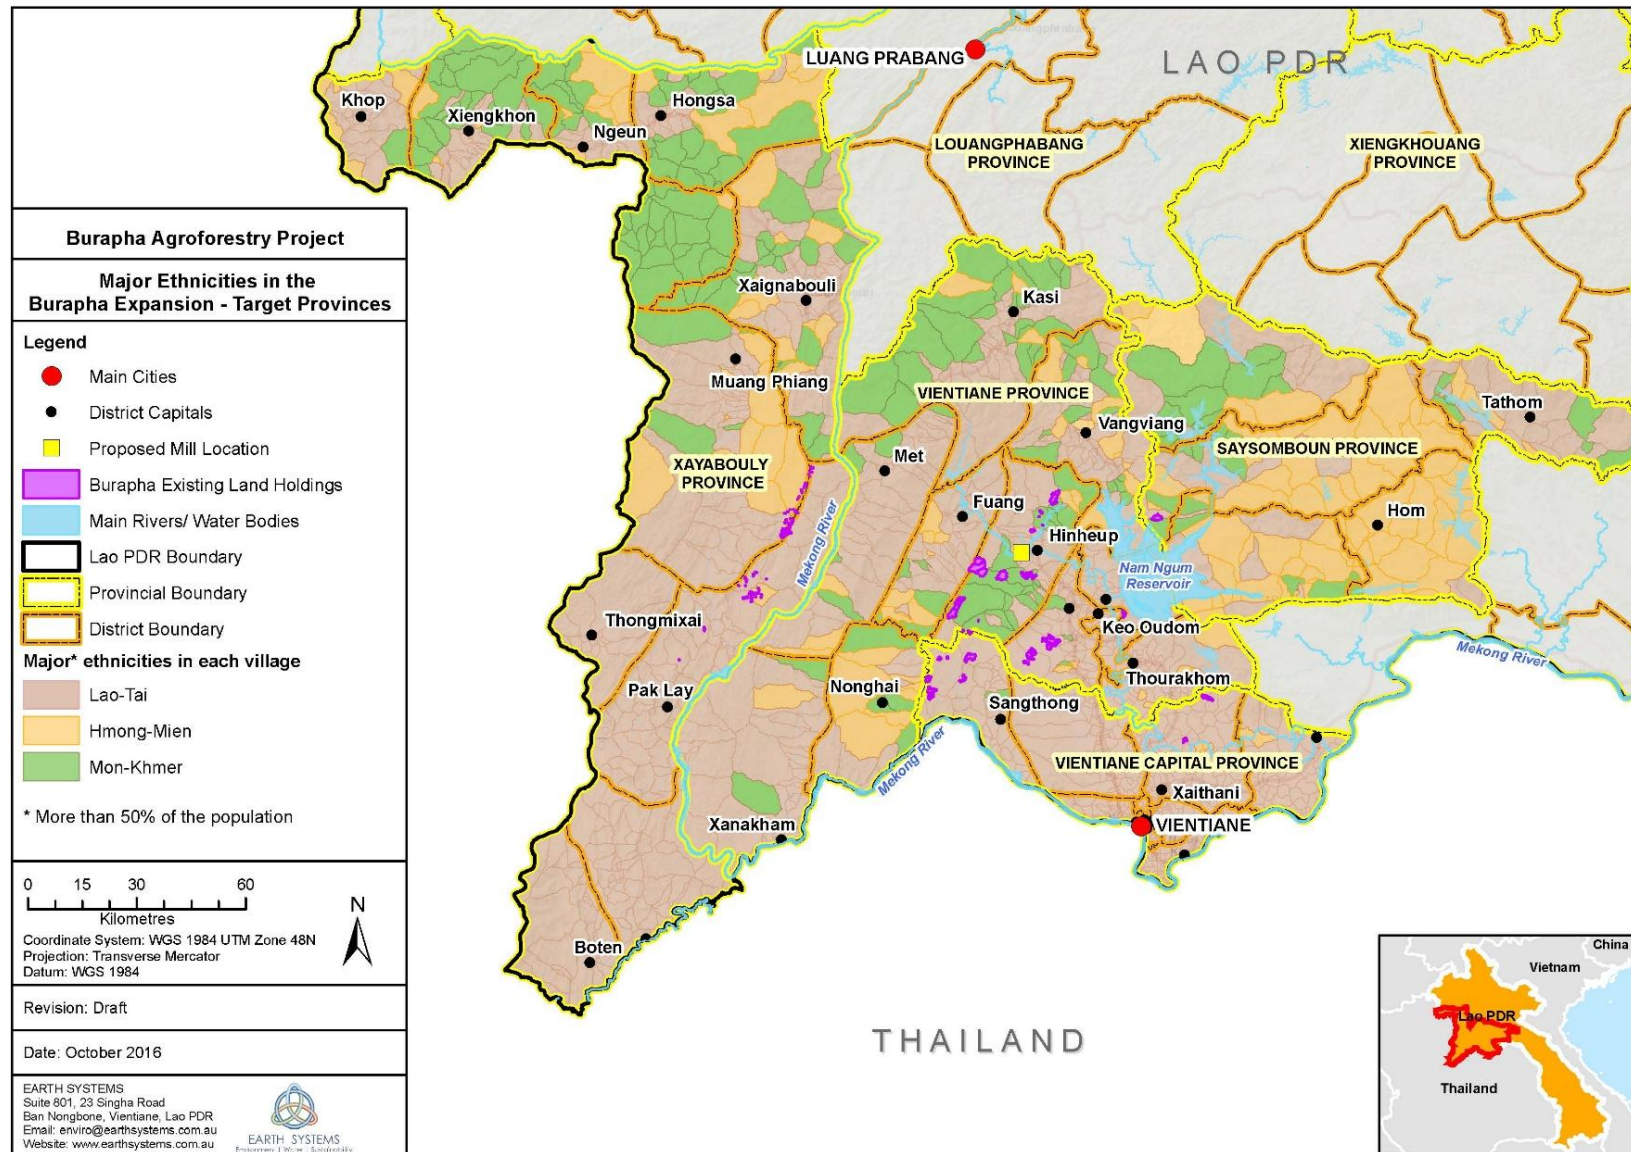 LUANG PRABANG
LAO PDR
Khop
Xiengkhon
Hongsa
Ngeun
LOUANGPHABANG
PROVINCE
XIENGKHOUANG
PROVINCE
Burapha Agroforestry Project
Major Ethnicities in the
Burapha Expansion - Target Provinces
Legend
Main Cities
District Capitals
Proposed Mill Location
Burapha Existing Land Holdings
Main Rivers/ Water Bodies
Lao PDR Boundary
Provincial Boundary
District Boundary
Major* ethnicities in each village
Lao-Tai
Hmong-Mien
Mon-Khmer
* More than 50% of the population
0 15 30 60
Kilometres
N
Coordinate System: WGS 1984 UTM Zone 48N
Projection: Transverse Mercator
Datum: WGS 1984
Revision: Draft
Date: October 2016
EARTH SYSTEMS
Suite 801, 23 Singha Road
Ban Nongbone, Vientiane, Lao PDR
Email: enviro@earthsystems.com.au
Website: www.earthsystems.com.au
EARTH SYSTEMS
Environment | Water | Sustainability
Xaignabouli
Kasi
Muang Phiang
VIENTIANE PROVINCE
Tathom
Vangviang
SAYSOMBOUN PROVINCE
Met
XAYABOULY
PROVINCE
Fuang
Hom
Hinheup
Mekong River
Nam Ngum
Reservoir
Thongmixai
Keo Oudom
Mekong River
Thourakhom
Pak Lay
Nonghai
Sangthong
Mekong River
VIENTIANE CAPITAL PROVINCE
Xaithani
Xanakham
VIENTIANE
Boten
THAILAND
China
Vietnam
Lao PDR
Thailand